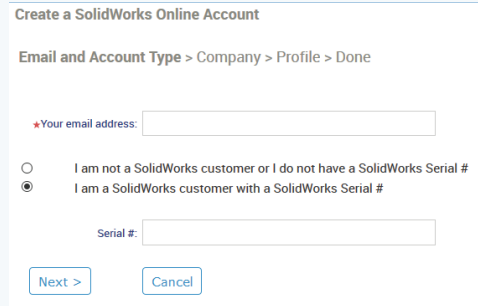 Create a SolidWorks Online Account
Email and Account Type > Company > Profile > Done
★Your email address:
I am not a SolidWorks customer or I do not have a SolidWorks Serial #
I am a SolidWorks customer with a SolidWorks Serial #
Serial #:
Next > Cancel